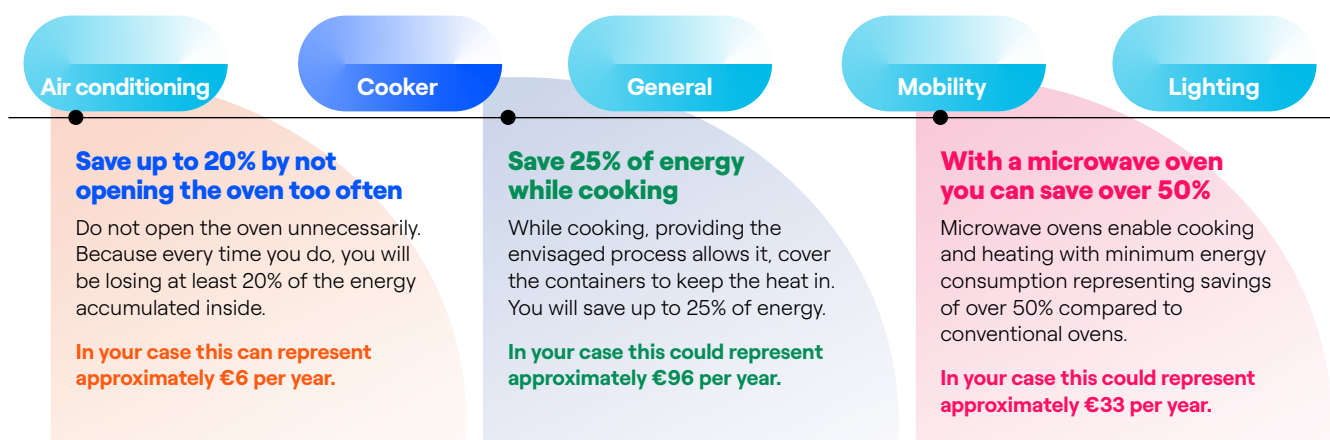 Air conditioning
Cooker
General
Mobility
Lighting
Save up to 20% by not
opening the oven too often
Do not open the oven unnecessarily.
Because every time you do, you will
be losing at least 20% of the energy
accumulated inside.
In your case this can represent
approximately €6 per year.
Save 25% of energy
while cooking
While cooking, providing the
envisaged process allows it, cover
the containers to keep the heat in.
You will save up to 25% of energy.
In your case this could represent
approximately €96 per year.
With a microwave oven
you can save over 50%
Microwave ovens enable cooking
and heating with minimum energy
consumption representing savings
of over 50% compared to
conventional ovens.
In your case this could represent
approximately €33 per year.